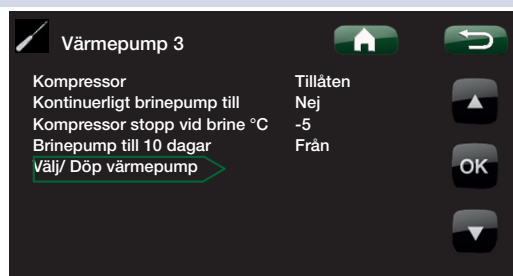 Värmepump 3
Kompressor Tillåten
Kontinuerligt brinepump till Nej
Kompressor stopp vid brine °C -5
Brinepump till 10 dagar Från
Välj/ Döp värmepump
OK